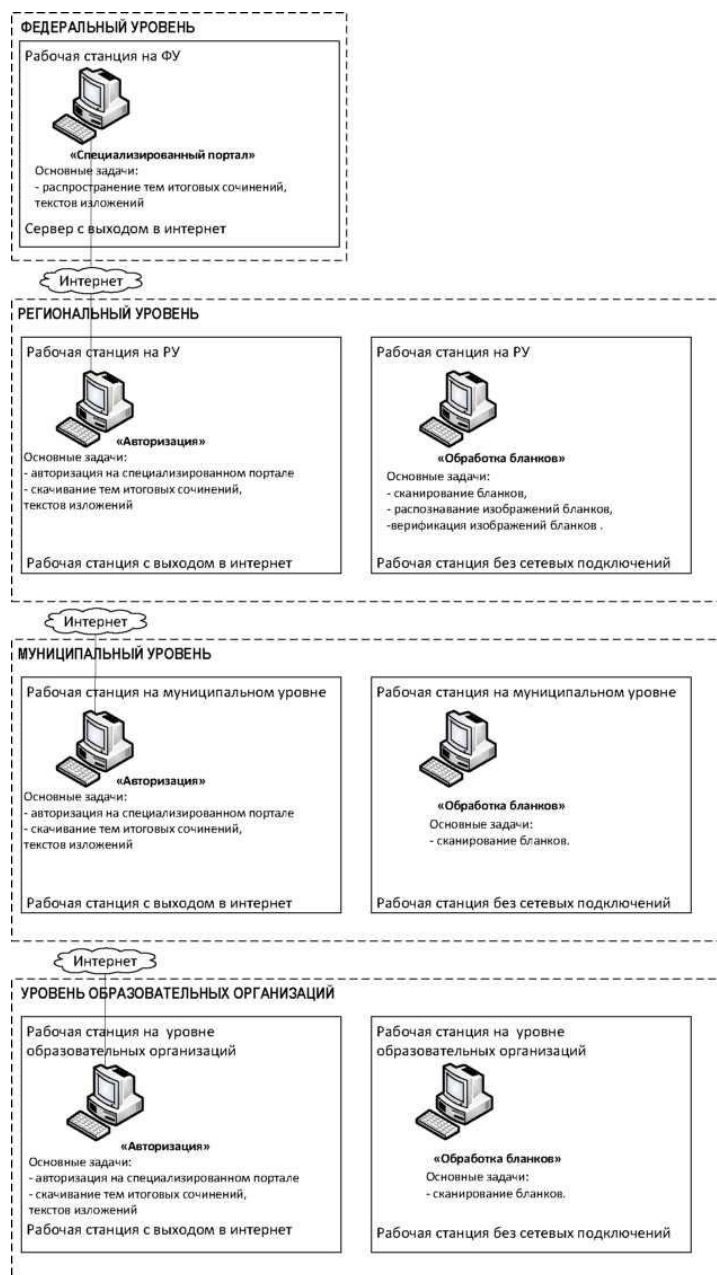 ФЕДЕРАЛЬНЫЙ УРОВЕНЬ
Рабочая станция на ФУ
«Специализированный портал»
Основные задачи:
- распространение тем итоговых сочинений,
текстов изложений
Сервер с выходом в интернет
Интернет
РЕГИОНАЛЬНЫЙ УРОВЕНЬ
Рабочая станция на РУ
«Авторизация»
Основные задачи:
- авторизация на специализированном портале
- скачивание тем итоговых сочинений,
текстов изложений
Рабочая станция с выходом в интернет
Рабочая станция на РУ
«Обработка бланков»
Основные задачи:
- сканирование бланков,
- распознавание изображений бланков,
-верификация изображений бланков .
Рабочая станция без сетевых подключений
Интернет
МУНИЦИПАЛЬНЫЙ УРОВЕНЬ
Рабочая станция на муниципальном уровне
«Авторизация»
Основные задачи:
- авторизация на специализированном портале
- скачивание тем итоговых сочинений,
текстов изложений
Рабочая станция с выходом в интернет
Рабочая станция на муниципальном уровне
«Обработка бланков»
Основные задачи:
- сканирование бланков.
Рабочая станция без сетевых подключений
Интернет
УРОВЕНЬ ОБРАЗОВАТЕЛЬНЫХ ОРГАНИЗАЦИЙ
Рабочая станция на уровне
образовательных организаций
«Авторизация»
Основные задачи:
- авторизация на специализированном портале
- скачивание тем итоговых сочинений,
текстов изложений
Рабочая станция с выходом в интернет
Рабочая станция на уровне
образовательных организаций
«Обработка бланков»
Основные задачи:
- сканирование бланков.
Рабочая станция без сетевых подключений